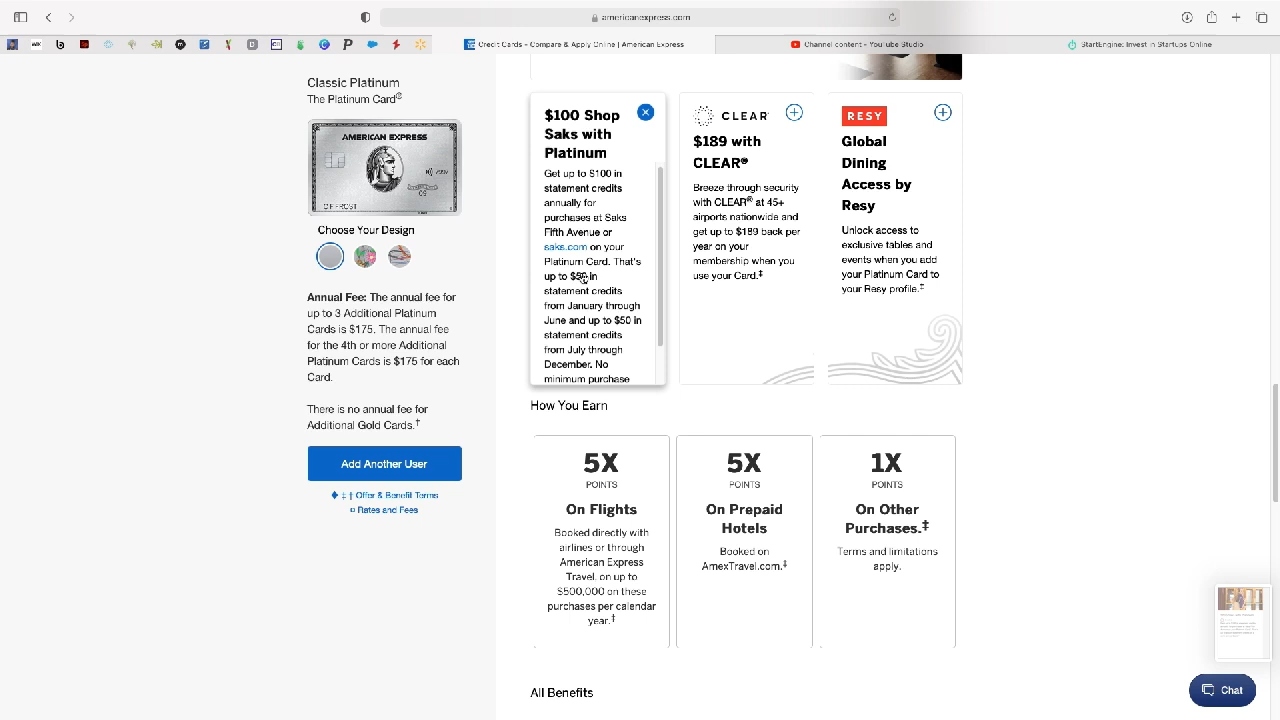 americanexpress.com
Credit Cards - Compare & Apply Online | American Express
Channel content - YouTube Studio
StartEngine: Invest in Startups Online
Classic Platinum
The Platinum Card®
AMERICAN EXPRESS
C F FROST
Choose Your Design
Annual Fee: The annual fee for
up to 3 Additional Platinum
Cards is $175. The annual fee
for the 4th or more Additional
Platinum Cards is $175 for each
Card.
There is no annual fee for
Additional Gold Cards.†
Add Another User
♦ ‡ † Offer & Benefit Terms
¤ Rates and Fees
$100 Shop
Saks with
Platinum
Get up to $100 in
statement credits
annually for
purchases at Saks
Fifth Avenue or
saks.com on your
Platinum Card. That's
up to $50 in
statement credits
from January through
June and up to $50 in
statement credits
from July through
December. No
minimum purchase
CLEAR
$189 with
CLEAR®
Breeze through security
with CLEAR® at 45+
airports nationwide and
get up to $189 back per
year on your
membership when you
use your Card.‡
RESY
Global
Dining
Access by
Resy
Unlock access to
exclusive tables and
events when you add
your Platinum Card to
your Resy profile.‡
How You Earn
5X
POINTS
On Flights
Booked directly with
airlines or through
American Express
Travel, on up to
$500,000 on these
purchases per calendar
year.‡
5X
POINTS
On Prepaid
Hotels
Booked on
AmexTravel.com.‡
1X
POINTS
On Other
Purchases.‡
Terms and limitations
apply.
All Benefits
Chat